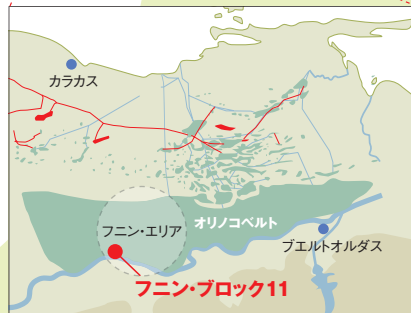 カラカス
オリノコベルト
フニン・エリア
プエルトオルダス
フニン・ブロック11